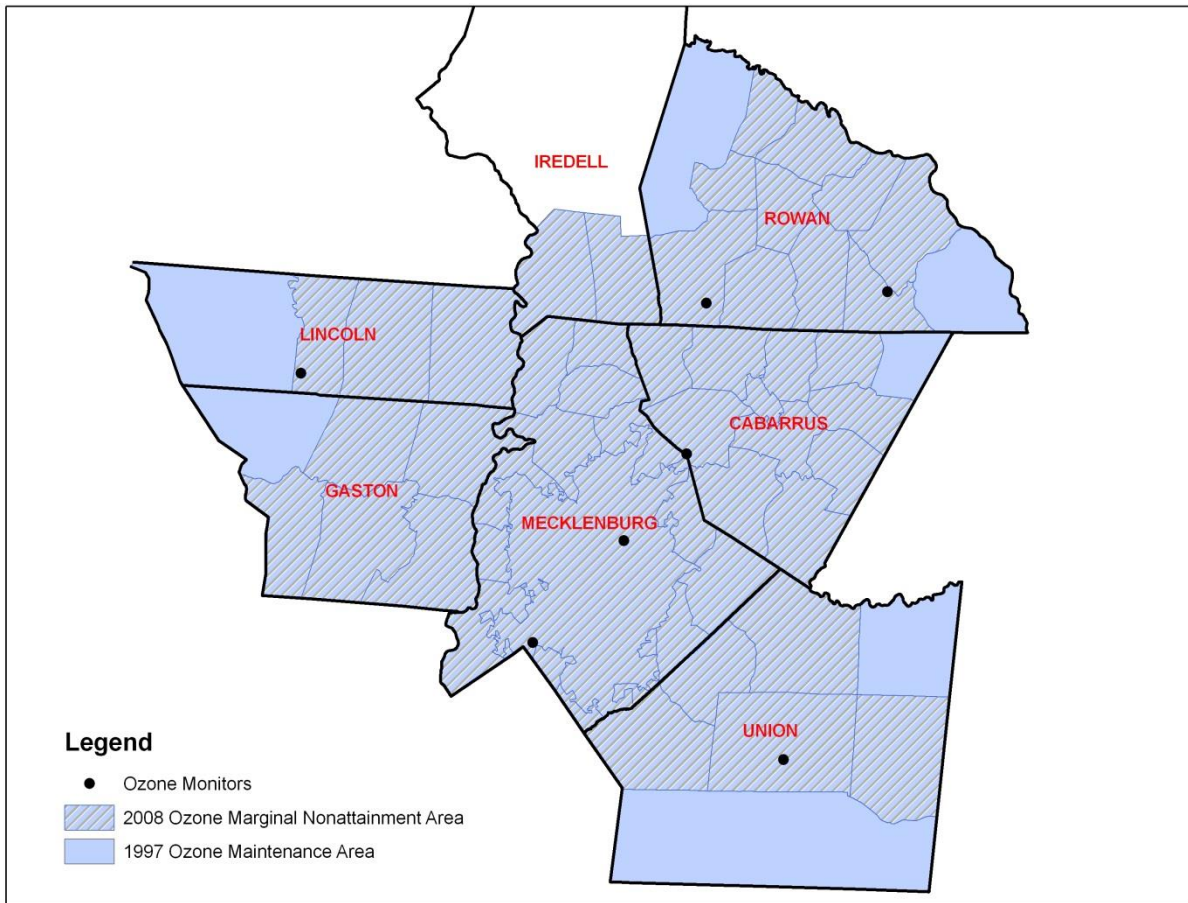 IREDELL
ROWAN
LINCOLN
CABARRUS
GASTON
MECKLENBURG
UNION
Legend
Ozone Monitors
2008 Ozone Marginal Nonattainment Area
1997 Ozone Maintenance Area